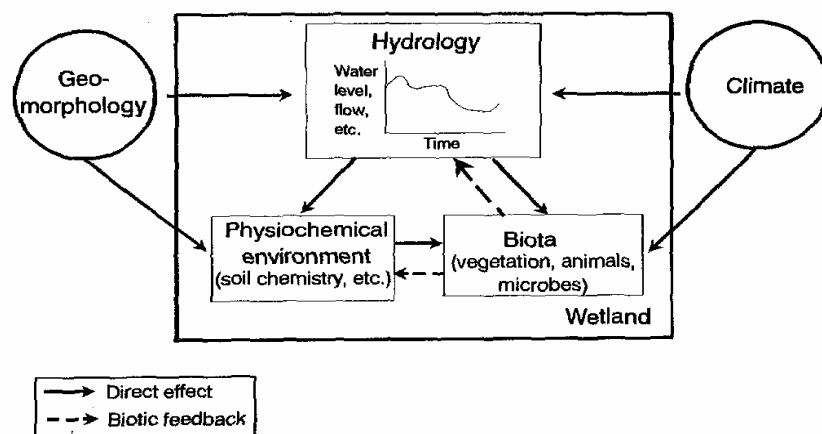 Hydrology
Geo-
morphology
Water
level,
flow,
etc.
Time
Climate
Physiochemical
environment
(soil chemistry, etc.)
Biota
(vegetation, animals,
microbes)
Wetland
Direct effect
Biotic feedback